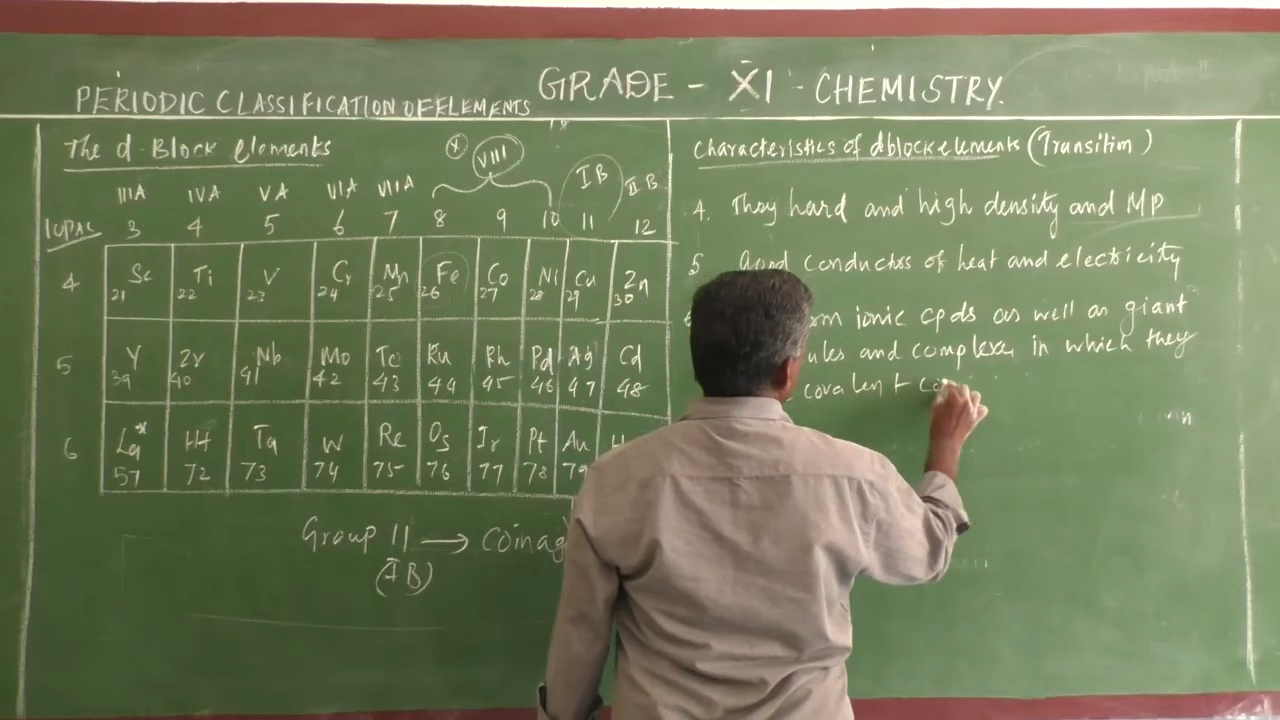 GRADE - XI - CHEMISTRY.
PERIODIC CLASSIFICATION OF ELEMENTS
The d-Block elements
X VIII
IIIA IVA VA VIA VIIA IB IIB
IUPAC 3 4 5 6 7 8 9 10 11 12
4 Sc Ti V Cr Mn Fe Co Ni Cu Zn
21 22 23 24 25 26 27 28 29 30
5 Y Zr Nb Mo Tc Ru Rh Pd Ag Cd
39 40 41 42 43 44 45 46 47 48
6 La* Hf Ta W Re Os Ir Pt Au H
57 72 73 74 75 76 77 78 79
Group 11 → coinag
(IB)
Characteristics of dblock elements (Transition)
4. They hard and high density and MP
5 Good conductors of heat and electricity
rm ionic cpds as well as giant
ules and complexes in which they
covalent co